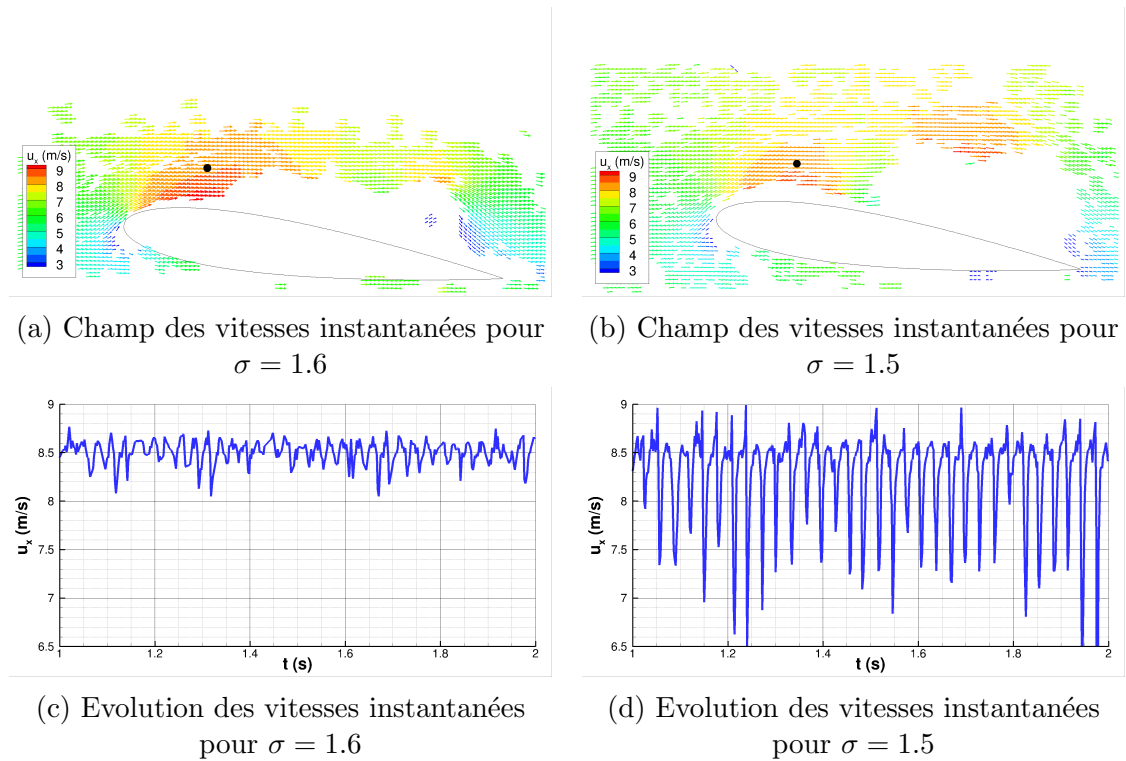 u_x (m/s)
9
8
7
6
5
4
3
u_x (m/s)
9
8
7
6
5
4
3
(a) Champ des vitesses instantanées pour
σ = 1.6
(b) Champ des vitesses instantanées pour
σ = 1.5
9
8.5
8
7.5
7
6.5
u_x (m/s)
1
1.2
1.4
1.6
1.8
2
t (s)
9
8.5
8
7.5
7
6.5
u_x (m/s)
1
1.2
1.4
1.6
1.8
2
t (s)
(c) Evolution des vitesses instantanées
pour σ = 1.6
(d) Evolution des vitesses instantanées
pour σ = 1.5